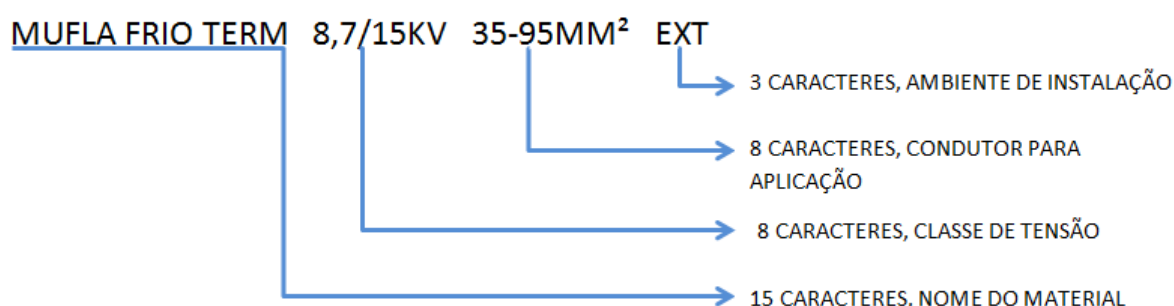 MUFLA FRIO TERM 8,7/15KV 35-95MM² EXT
3 CARACTERES, AMBIENTE DE INSTALAÇÃO
8 CARACTERES, CONDUTOR PARA
APLICAÇÃO
8 CARACTERES, CLASSE DE TENSÃO
15 CARACTERES, NOME DO MATERIAL